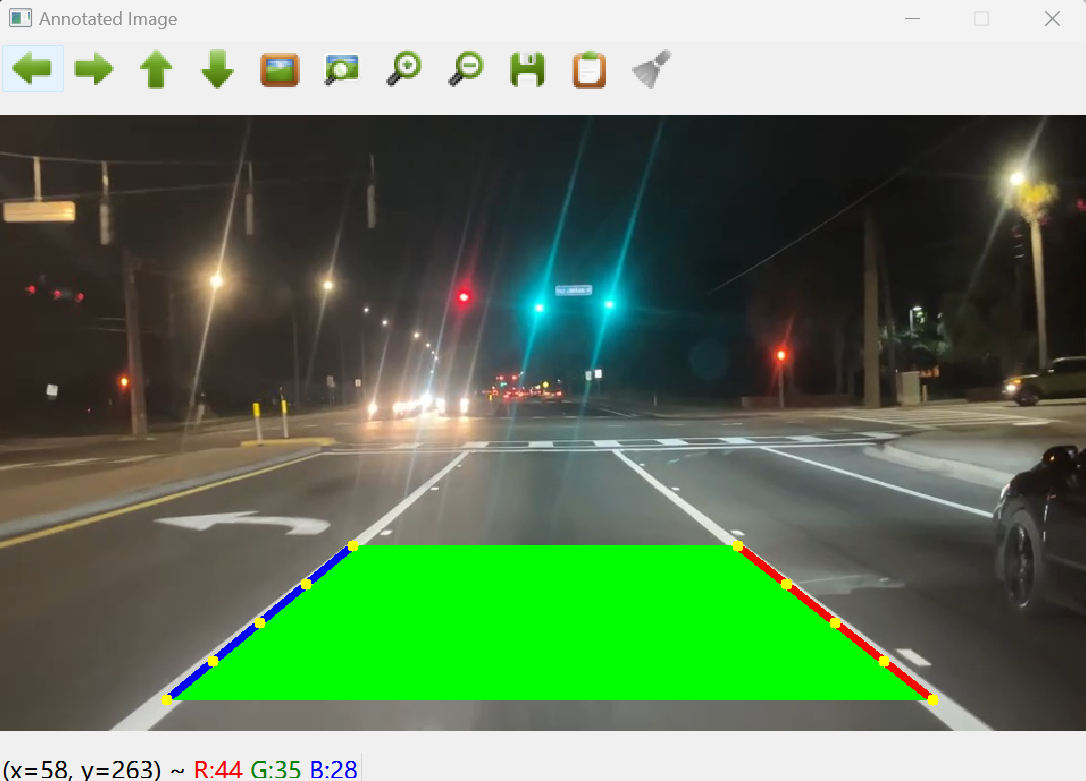 Annotated Image
(x=58, y=263) ~ R:44 G:35 B:28